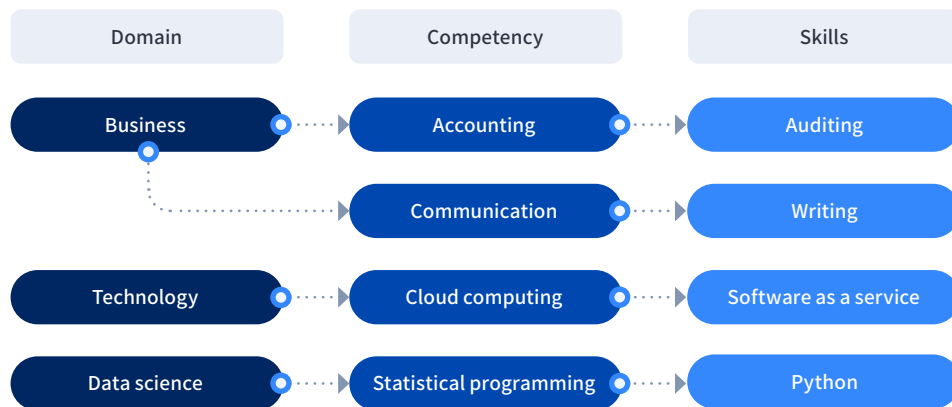 Domain
Competency
Skills
Business
Accounting
Auditing
Communication
Writing
Technology
Cloud computing
Software as a service
Data science
Statistical programming
Python